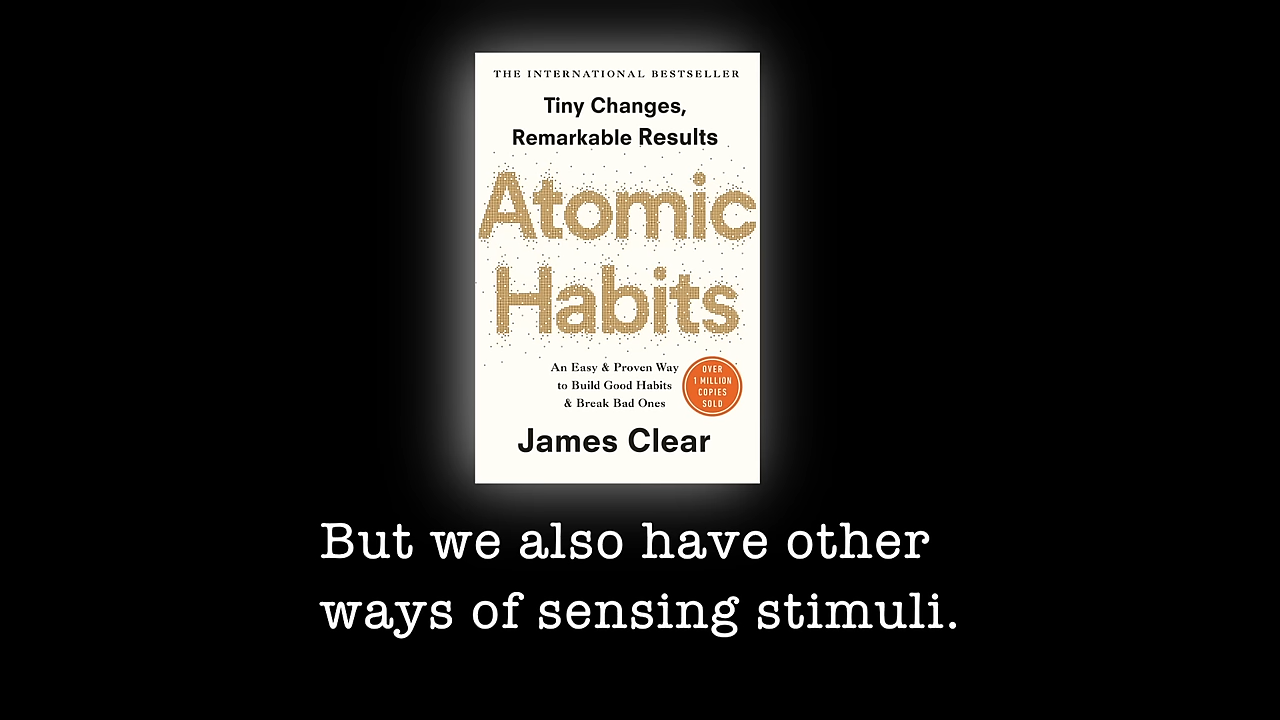 THE INTERNATIONAL BESTSELLER
Tiny Changes,
Remarkable Results
Atomic
Habits
An Easy & Proven Way
to Build Good Habits
& Break Bad Ones
OVER
1 MILLION
COPIES
SOLD
James Clear
But we also have other
ways of sensing stimuli.